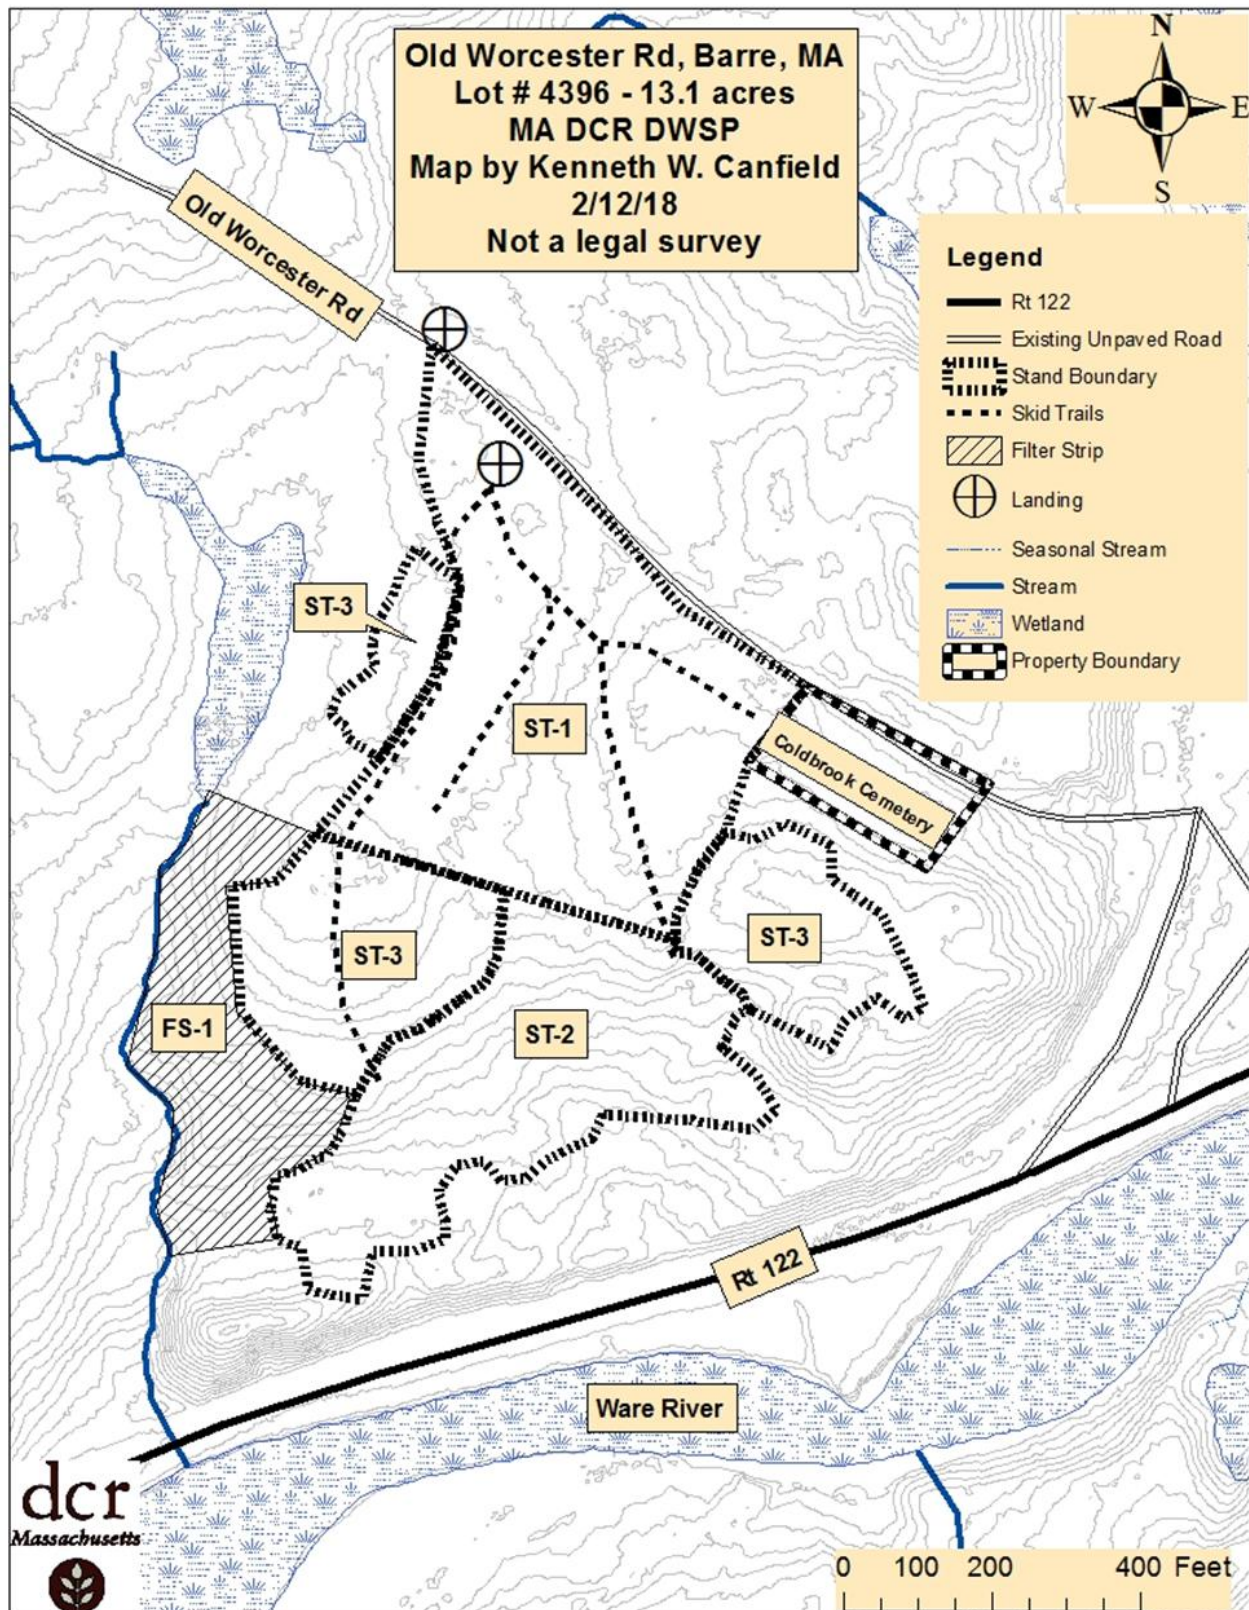 Old Worcester Rd, Barre, MA
Lot # 4396 - 13.1 acres
MA DCR DWSP
Map by Kenneth W. Canfield
2/12/18
Not a legal survey
N
W
E
S
Old Worcester Rd
Legend
Rt 122
Existing Unpaved Road
Stand Boundary
Skid Trails
Filter Strip
Landing
Seasonal Stream
Stream
Wetland
Property Boundary
ST-3
ST-1
Coldbrook Cemetery
ST-3
ST-3
FS-1
ST-2
Rt 122
Ware River
dcr
Massachusetts
0 100 200 400 Feet